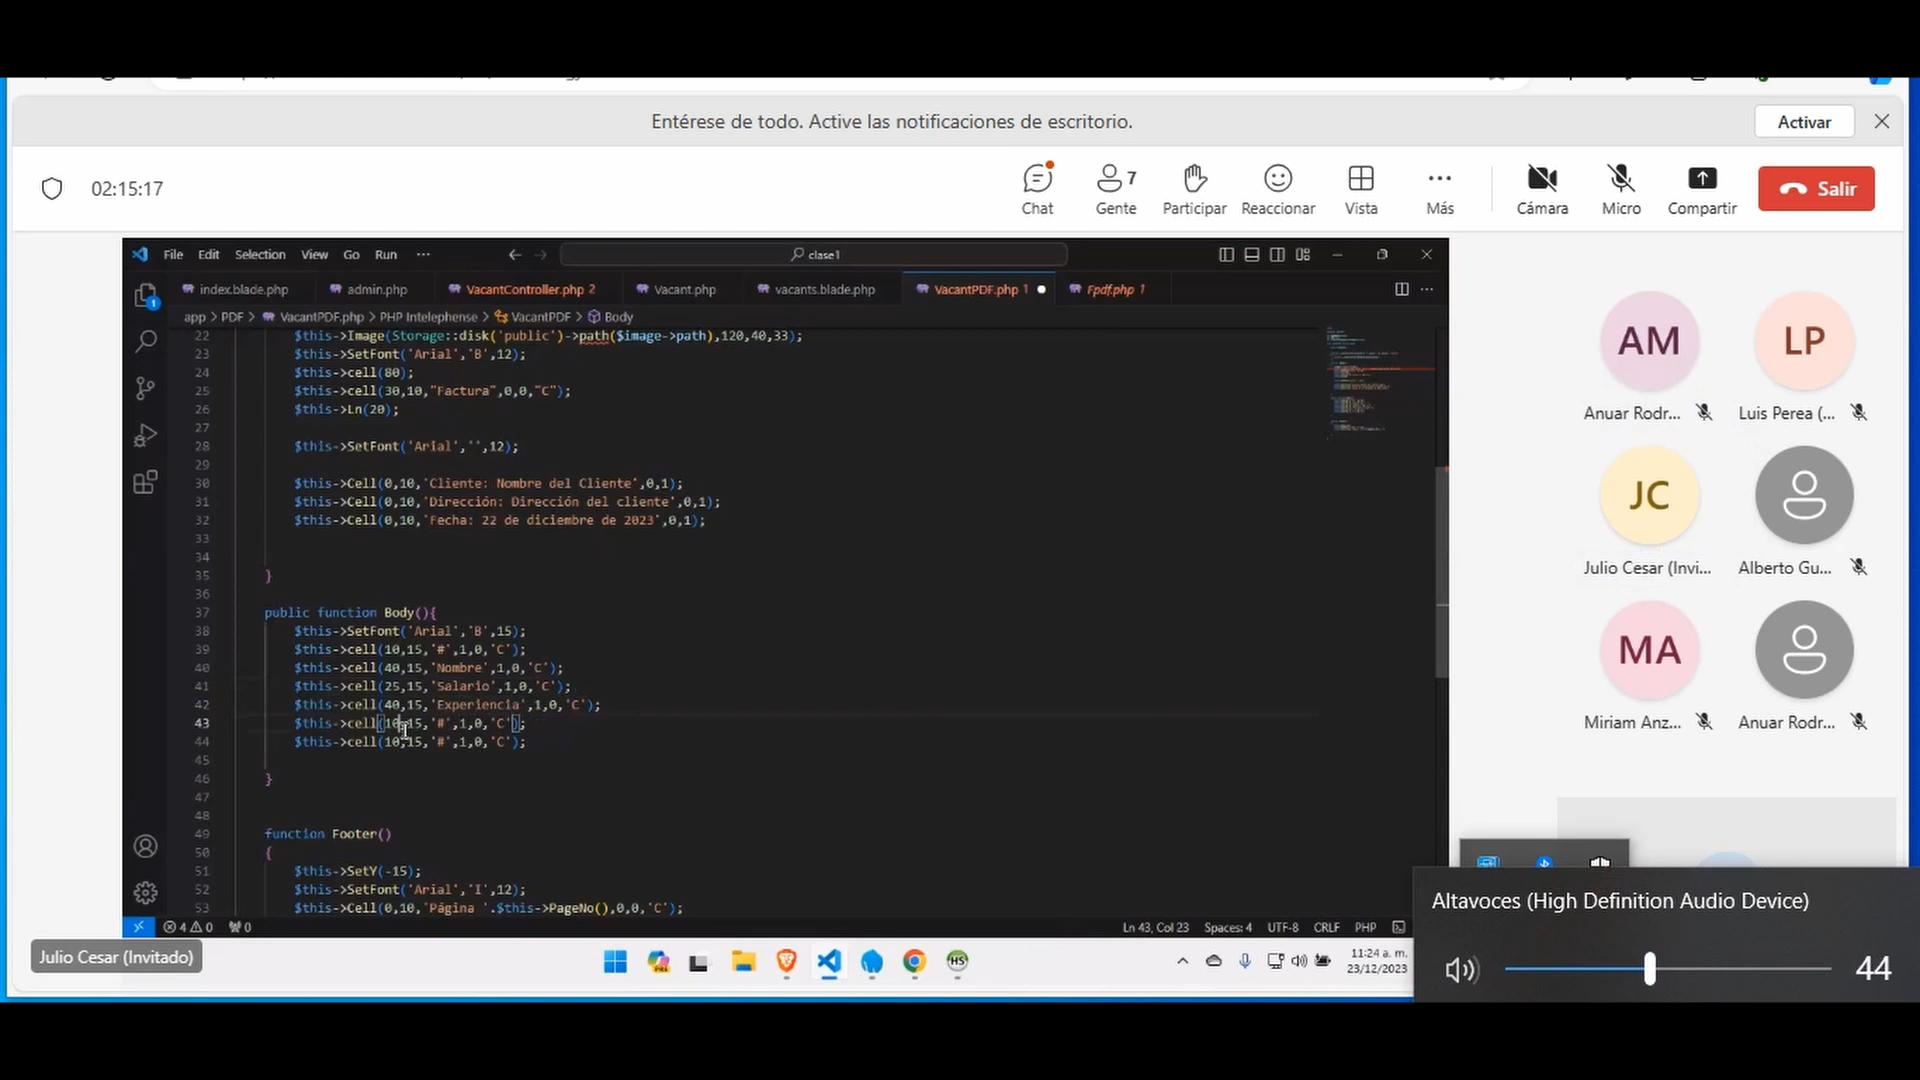 Entérese de todo. Active las notificaciones de escritorio.
Activar
02:15:17
Chat
7
Gente
Participar
Reaccionar
Vista
Más
Cámara
Micro
Compartir
Salir
File Edit Selection View Go Run ···
clase1
index.blade.php
admin.php
VacantController.php 2
Vacant.php
vacants.blade.php
VacantPDF.php 1
Fpdf.php 1
app > PDF > VacantPDF.php > PHP Intelephense > VacantPDF > Body
22 $this->Image(Storage::disk('public')->path($image->path),120,40,33);
23 $this->SetFont('Arial','B',12);
24 $this->cell(80);
25 $this->cell(30,10,"Factura",0,0,"C");
26 $this->Ln(20);
27
28 $this->SetFont('Arial','',12);
29
30 $this->Cell(0,10,'Cliente: Nombre del Cliente',0,1);
31 $this->Cell(0,10,'Dirección: Dirección del cliente',0,1);
32 $this->Cell(0,10,'Fecha: 22 de diciembre de 2023',0,1);
33
34
35 }
36
37 public function Body(){
38 $this->SetFont('Arial','B',15);
39 $this->cell(10,15,'#',1,0,'C');
40 $this->cell(40,15,'Nombre',1,0,'C');
41 $this->cell(25,15,'Salario',1,0,'C');
42 $this->cell(40,15,'Experiencia',1,0,'C');
43 $this->cell(10,15,'#',1,0,'C');
44 $this->cell(10,15,'#',1,0,'C');
45
46 }
47
48
49 function Footer()
50 {
51 $this->SetY(-15);
52 $this->SetFont('Arial','I',12);
53 $this->Cell(0,10,'Página '.$this->PageNo(),0,0,'C');
4 0 0
Ln 43, Col 23
Spaces: 4
UTF-8
CRLF
PHP
11:24 a. m.
23/12/2023
Julio Cesar (Invitado)
AM
Anuar Rodr...
LP
Luis Perea (...
JC
Julio Cesar (Invi...
Alberto Gu...
MA
Miriam Anz...
Anuar Rodr...
Altavoces (High Definition Audio Device)
44